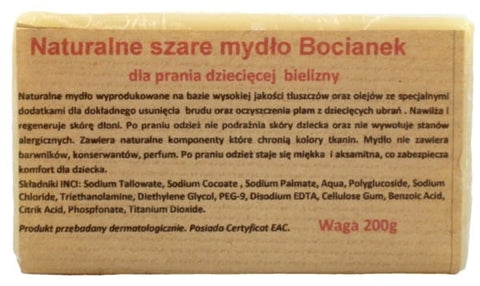 Naturalne szare mydło Bocianek
dla prania dziecięcej bielizny
Naturalne mydło wyprodukowane na bazie wysokiej jakości tłuszczów oraz olejów ze specjalnymi
dodatkami dla dokładnego usunięcia brudu oraz oczyszczenia plam z dziecięcych ubrań . Nawilża i
regeneruje skórę dłoni. Po praniu odzież nie podrażnia skóry dziecka oraz nie wywołuje stanów
alergicznych. Zawiera naturalne komponenty które chronią kolory tkanin. Mydło nie zawiera
barwników, konserwantów, perfum. Po praniu odzież staje się miękka i aksamitna, co zabezpiecza
komfort dla dziecka.
Składniki INCI: Sodium Tallowate, Sodium Cocoate , Sodium Palmate, Aqua, Polyglucoside, Sodium
Chloride, Triethanolamine, Diethylene Glycol, PEG-9, Disodium EDTA, Cellulose Gum, Benzoic Acid,
Citrik Acid, Phospfonate, Titanium Dioxide.
Produkt przebadany dermatologicznie. Posiada Certyficat EAC.
Waga 200g